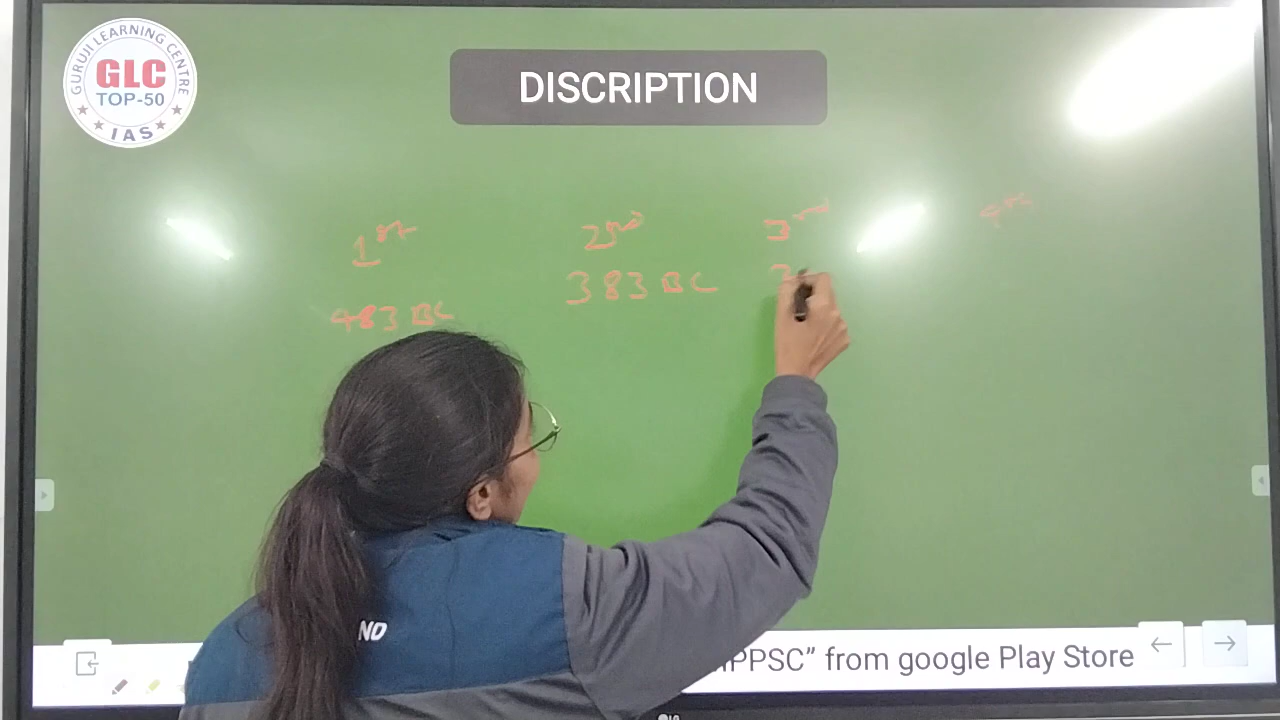 GURUJI LEARNING CENTRE
GLC
TOP-50
IAS
DISCRIPTION
1st 2nd 3rd 4th
483 BC 383 BC
ND
PPSC” from google Play Store